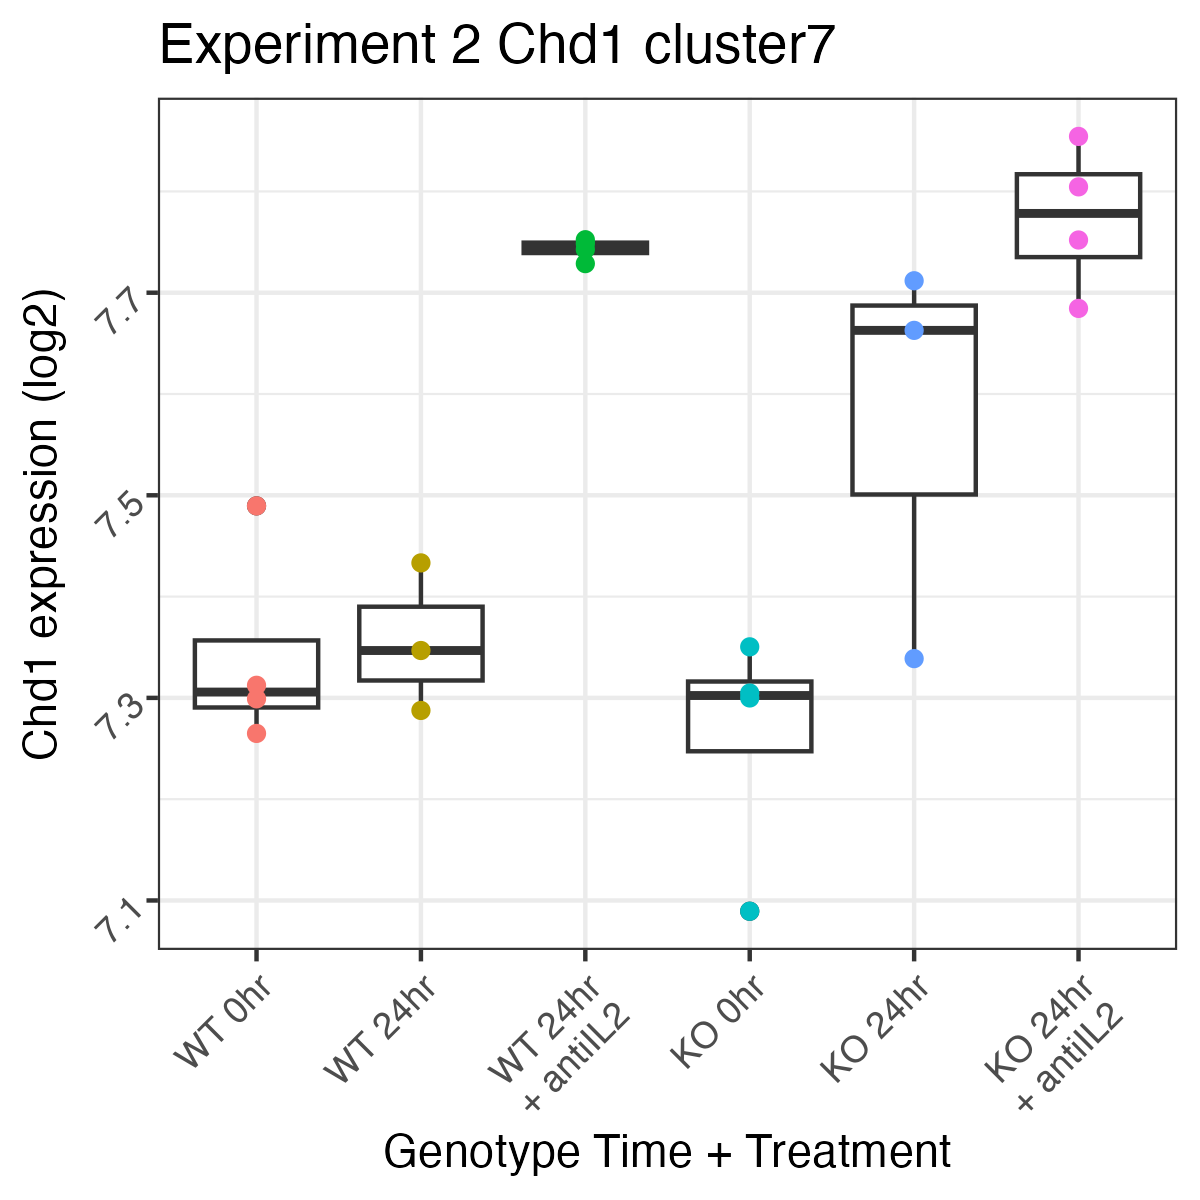 Experiment 2 Chd1 cluster7
Chd1 expression (log2)
7.7
7.5
7.3
7.1
WT 0hr
WT 24hr
WT 24hr
+ antiIL2
KO 0hr
KO 24hr
KO 24hr
+ antiIL2
Genotype Time + Treatment